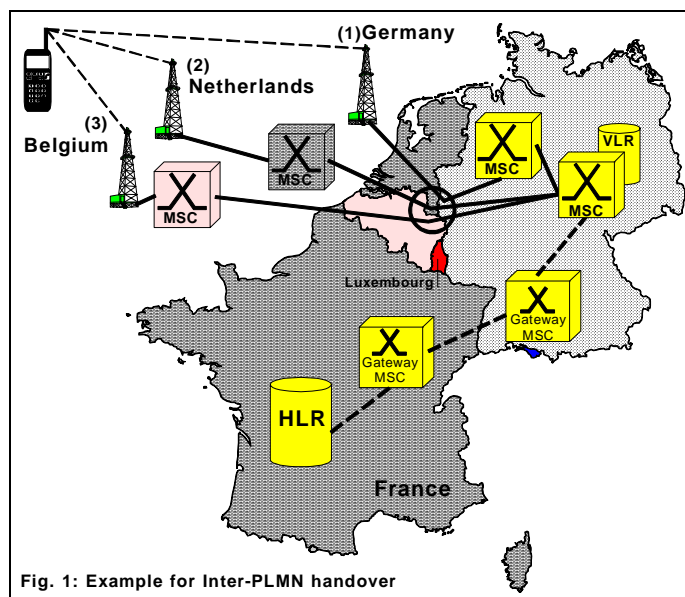 (1)Germany
(2)
Netherlands
(3)
Belgium
MSC
MSC
MSC
VLR
MSC
Luxembourg
Gateway
MSC
Gateway
MSC
HLR
France
Fig. 1: Example for Inter-PLMN handover